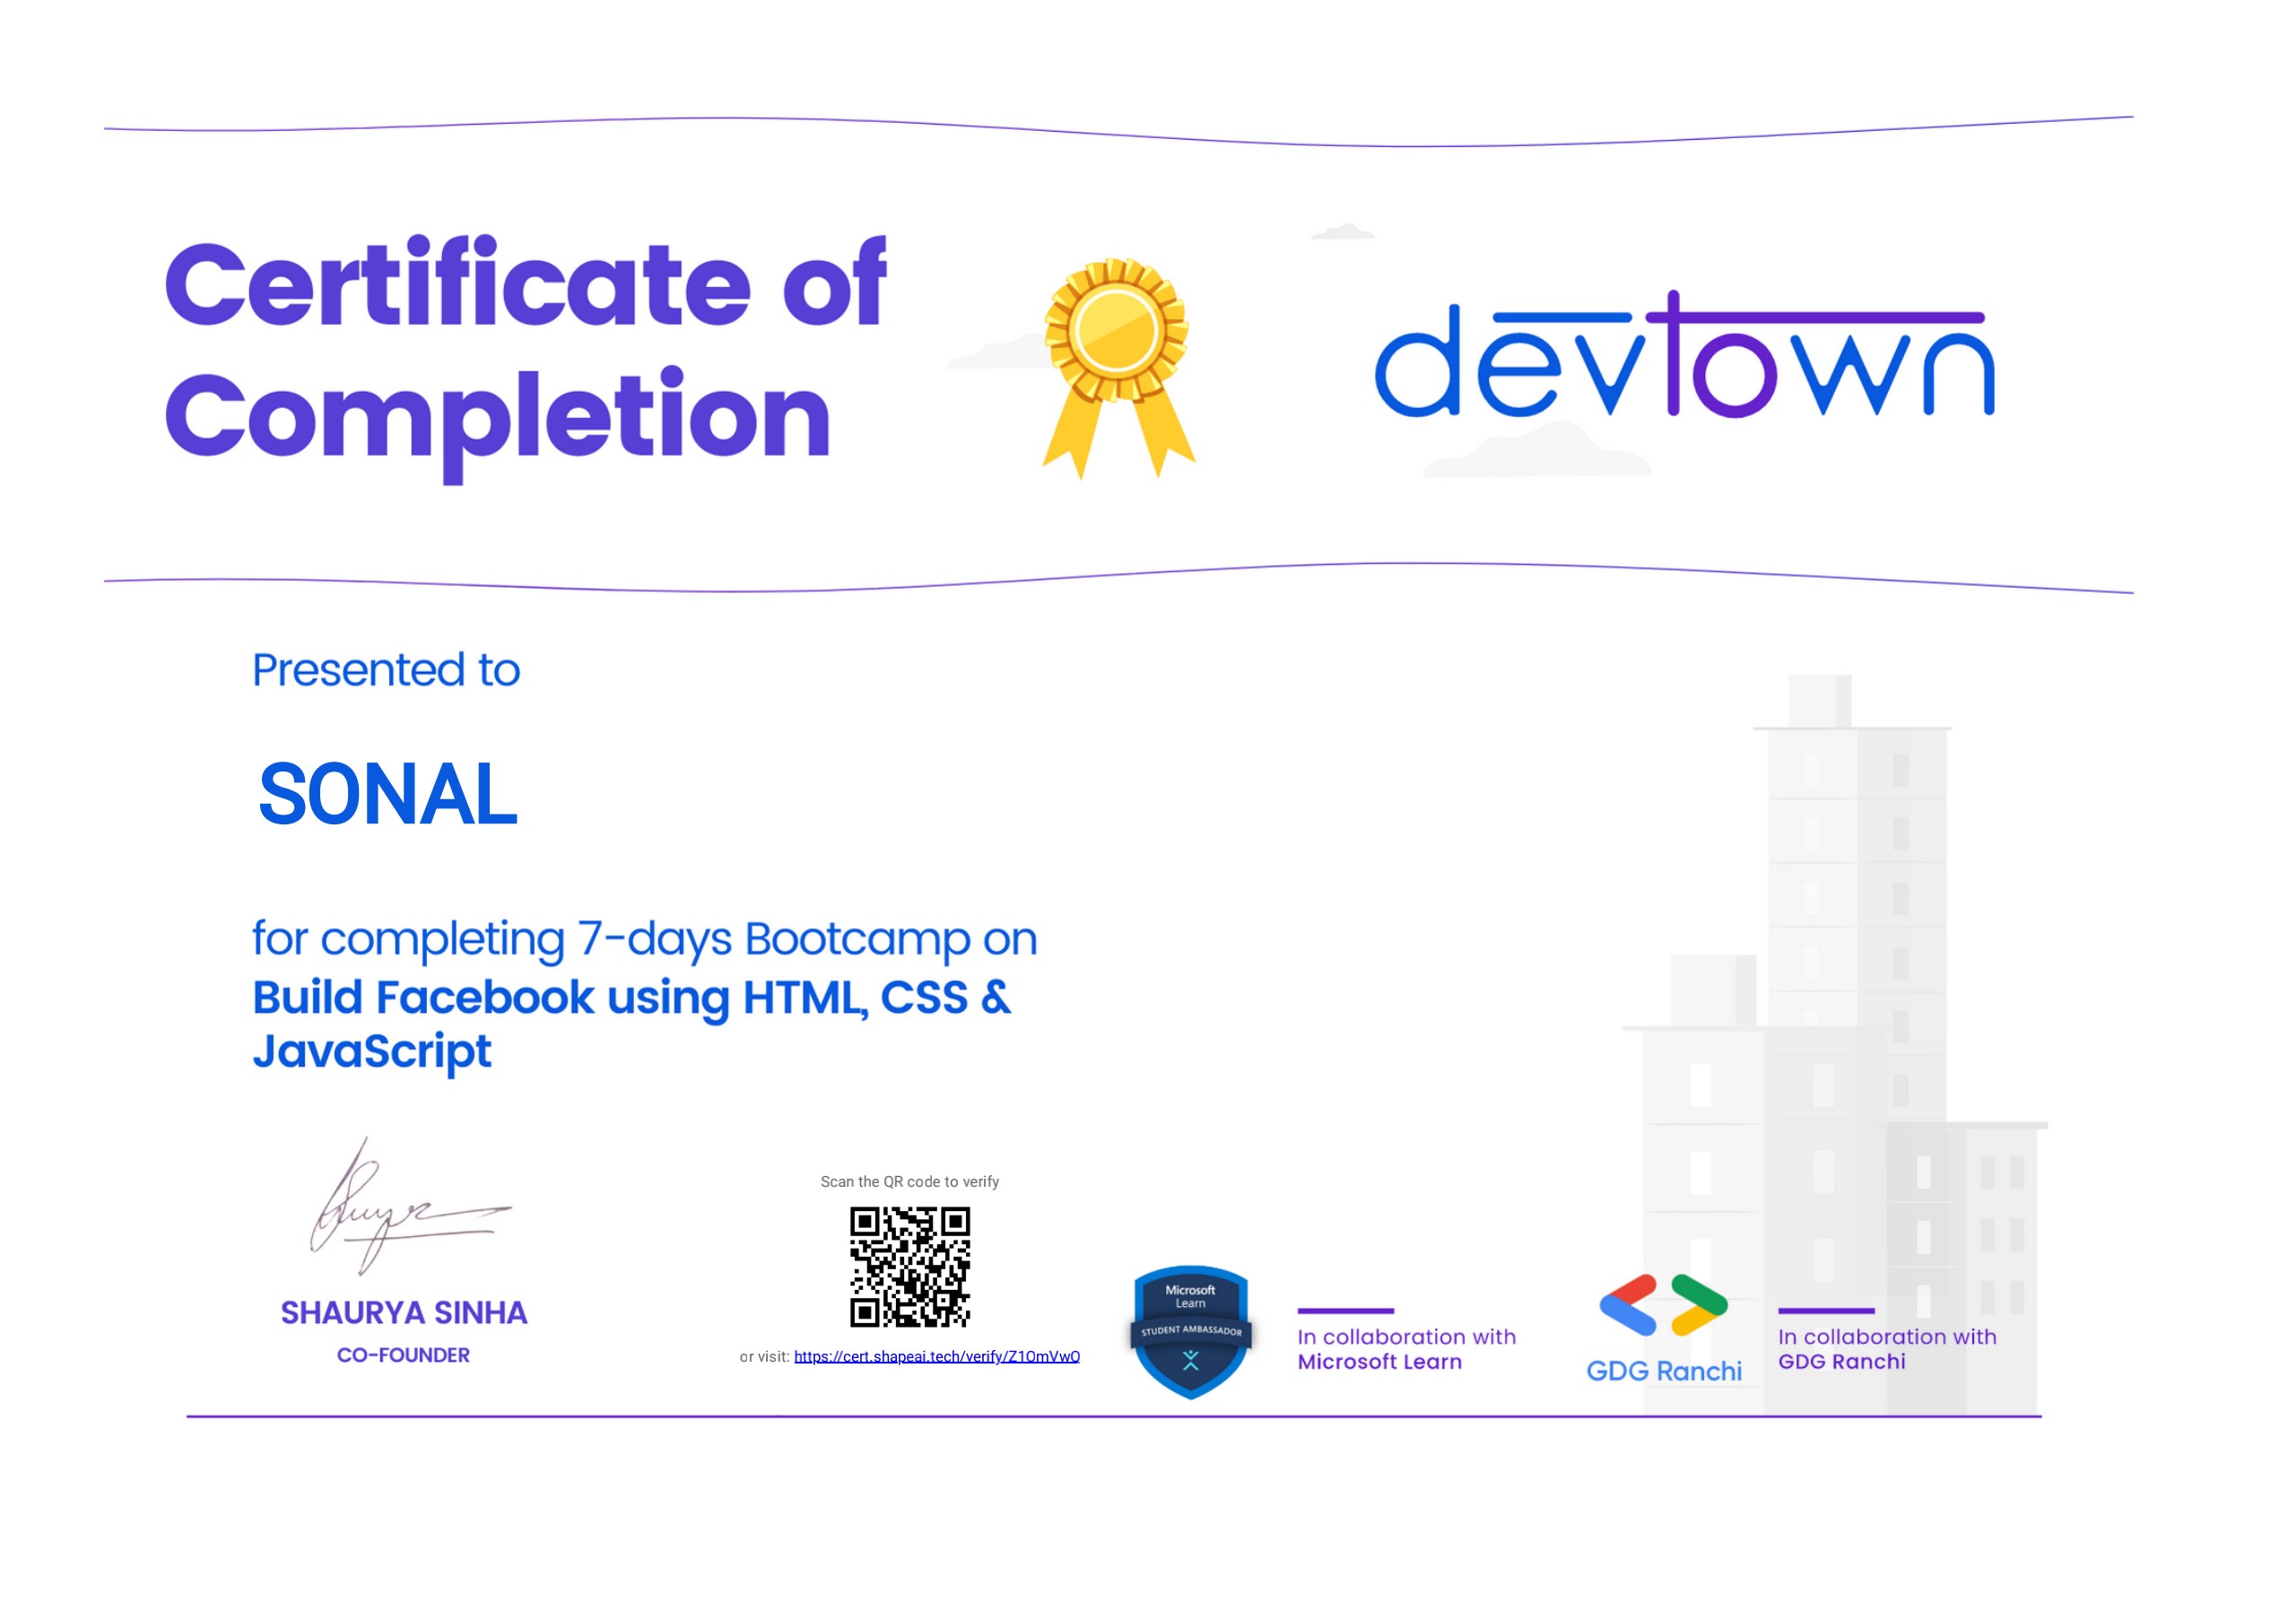 Certificate of
Completion
devtown
Presented to
SONAL
for completing 7-days Bootcamp on
Build Facebook using HTML, CSS &
JavaScript
SHAURYA SINHA
CO-FOUNDER
Scan the QR code to verify
or visit: https://cert.shapeai.tech/verify/Z1OmVwO
Microsoft
Learn
STUDENT AMBASSADOR
In collaboration with
Microsoft Learn
GDG Ranchi
In collaboration with
GDG Ranchi